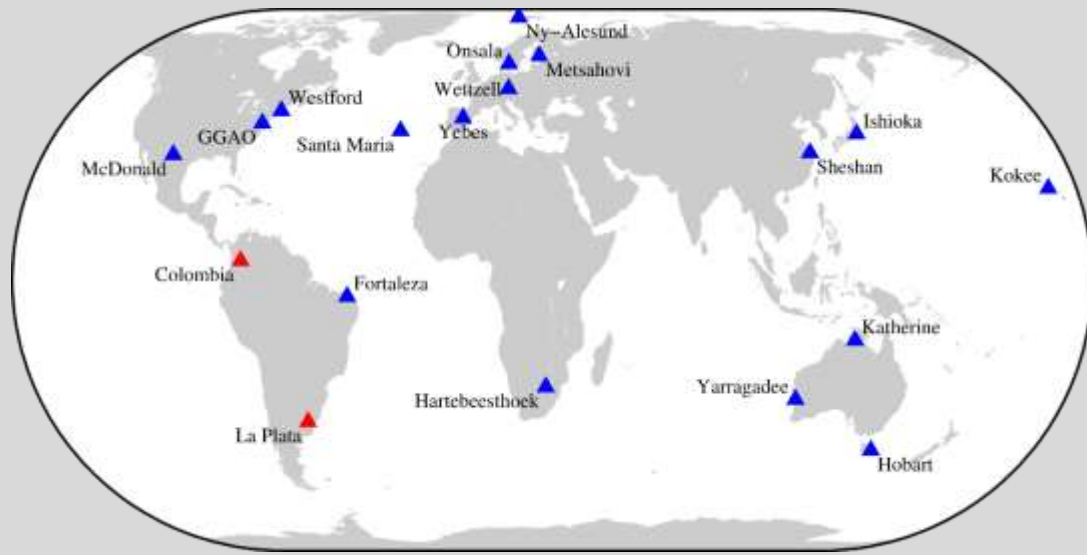 Ny-Alesund
Onsala
Metsahovi
Wettzell
Westford
GGAO
Santa Maria
Yebes
Ishioka
McDonald
Sheshan
Kokee
Colombia
Fortaleza
Katherine
Yarragadee
Hartebeesthoek
La Plata
Hobart